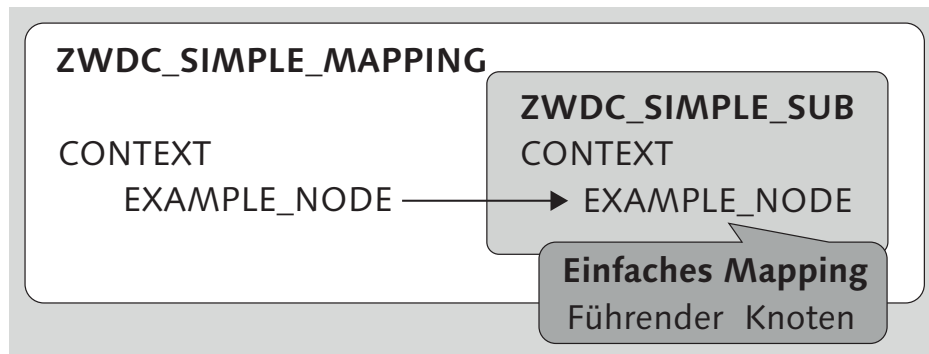 ZWDC_SIMPLE_MAPPING
ZWDC_SIMPLE_SUB
CONTEXT
CONTEXT
EXAMPLE_NODE
EXAMPLE_NODE
Einfaches Mapping
Führender Knoten